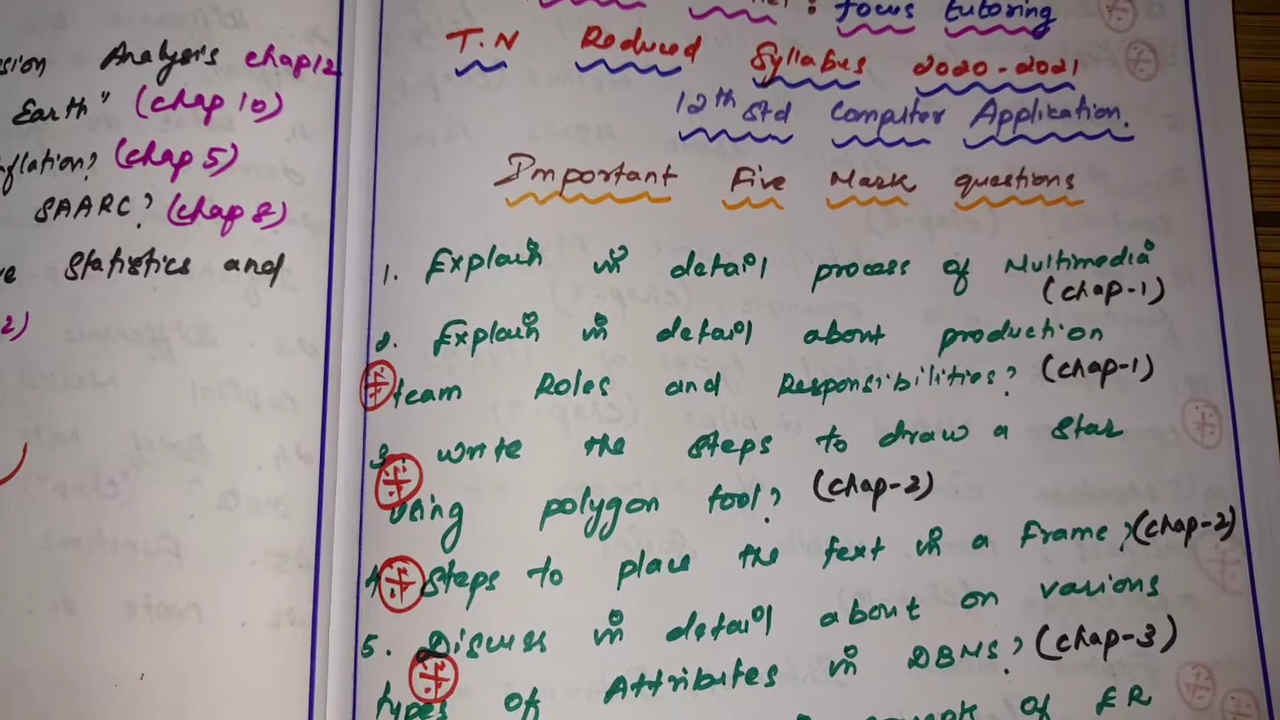 Analysis chap12
Earth" (chap 10)
(chap 5)
SAARC? (chap 8)
Statistics and
2)
: focus tutoring
T.N Reduced Syllabus 2020-2021
12th Std Computer Application.
Important Five Mark questions
1. Explain in detail process of Multimedia
(chap-1)
2. Explain in detail about production
team Roles and Responsibilities? (chap-1)
3. write the steps to draw a star
using polygon tool? (chap-2)
4. Steps to place the text in a frame? (chap-2)
5. Discuss in detail about on various
types of Attributes in DBMS? (chap-3)
of ER